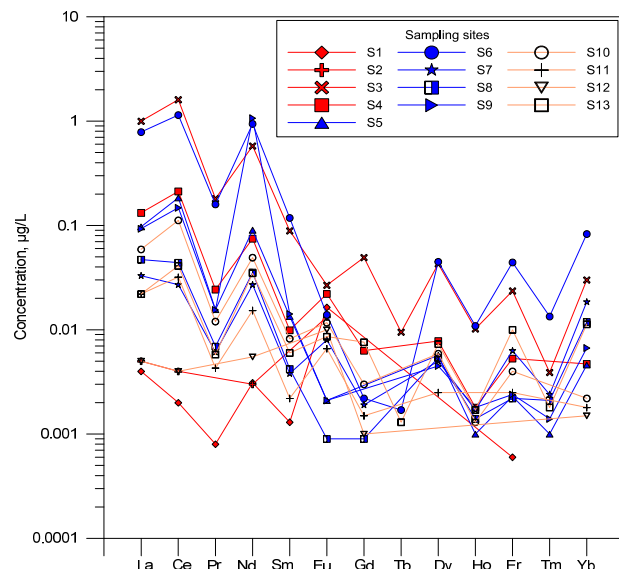 10
1
0.1
0.01
0.001
0.0001
Concentration, µg/L
Sampling sites
S1
S2
S3
S4
S5
S6
S7
S8
S9
S10
S11
S12
S13
La Ce Pr Nd Sm Eu Gd Tb Dy Ho Er Tm Yb